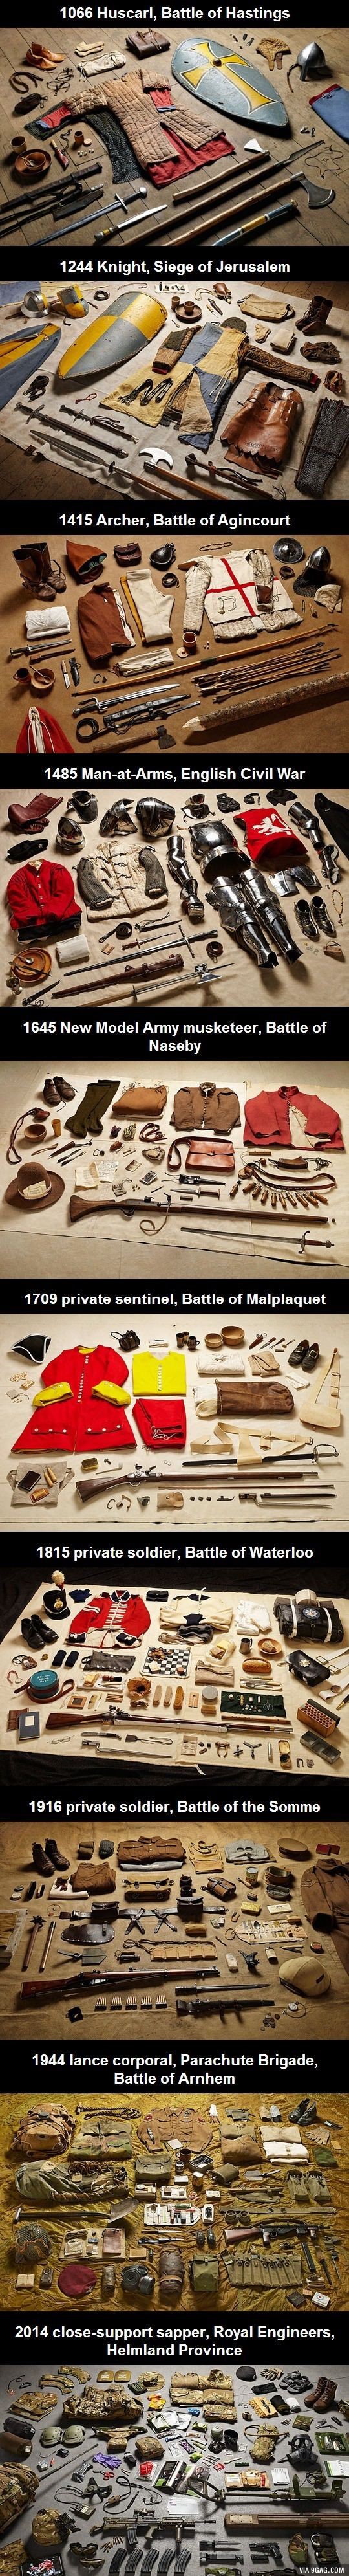 1066 Huscarl, Battle of Hastings
1244 Knight, Siege of Jerusalem
1415 Archer, Battle of Agincourt
1485 Man-at-Arms, English Civil War
1645 New Model Army musketeer, Battle of
Naseby
1709 private sentinel, Battle of Malplaquet
1815 private soldier, Battle of Waterloo
1916 private soldier, Battle of the Somme
1944 lance corporal, Parachute Brigade,
Battle of Arnhem
2014 close-support sapper, Royal Engineers,
Helmland Province
VIA 9GAG.COM